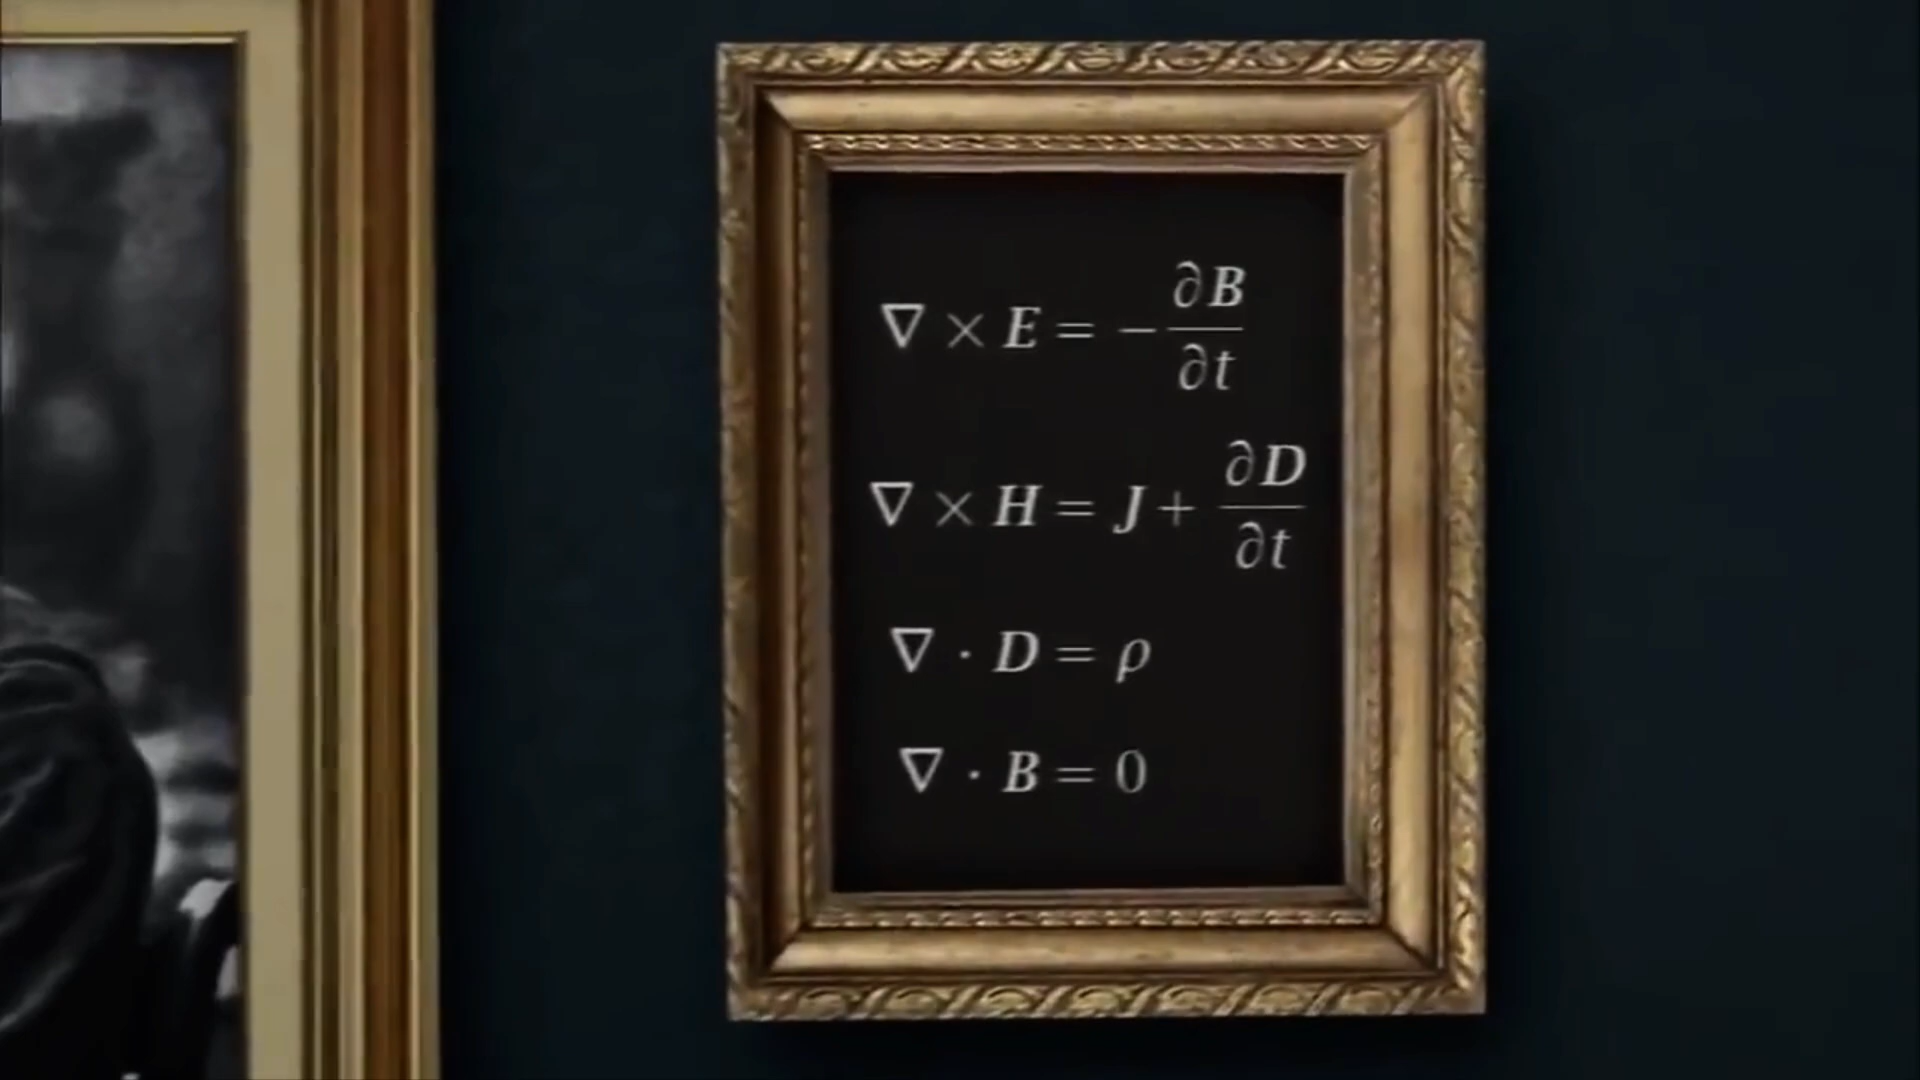 ∇ × E = −∂B/∂t
∇ × H = J + ∂D/∂t
∇ · D = ρ
∇ · B = 0